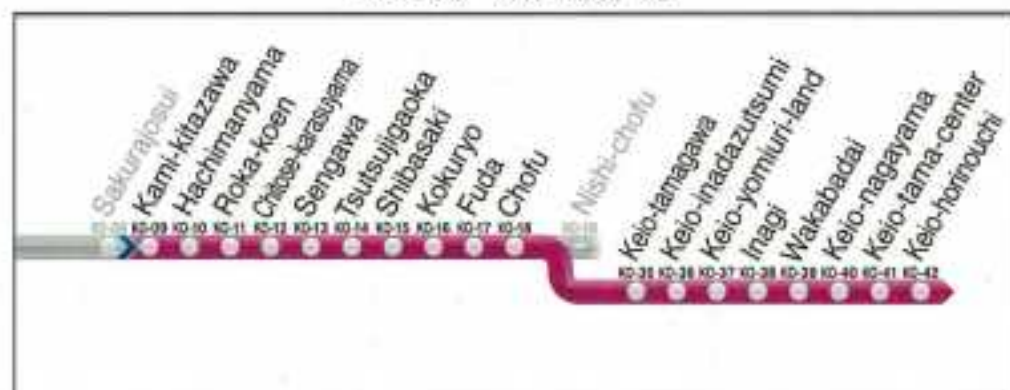 Sakurajosui
Kami-kitazawa
Hachimanyama
Roka-koen
Chitose-karasuyama
Sengawa
Tsutsujigaoka
Shibasaki
Kokuryo
Fuda
Chofu
Nishi-chofu
KO-09 KO-10 KO-11 KO-12 KO-13 KO-14 KO-15 KO-16 KO-17 KO-18
Keio-tamagawa
Keio-inadazutsumi
Keio-yomiuri-land
Inagi
Wakabadai
Keio-nagayama
Keio-tama-center
Keio-horinouchi
KO-35 KO-36 KO-37 KO-38 KO-39 KO-40 KO-41 KO-42